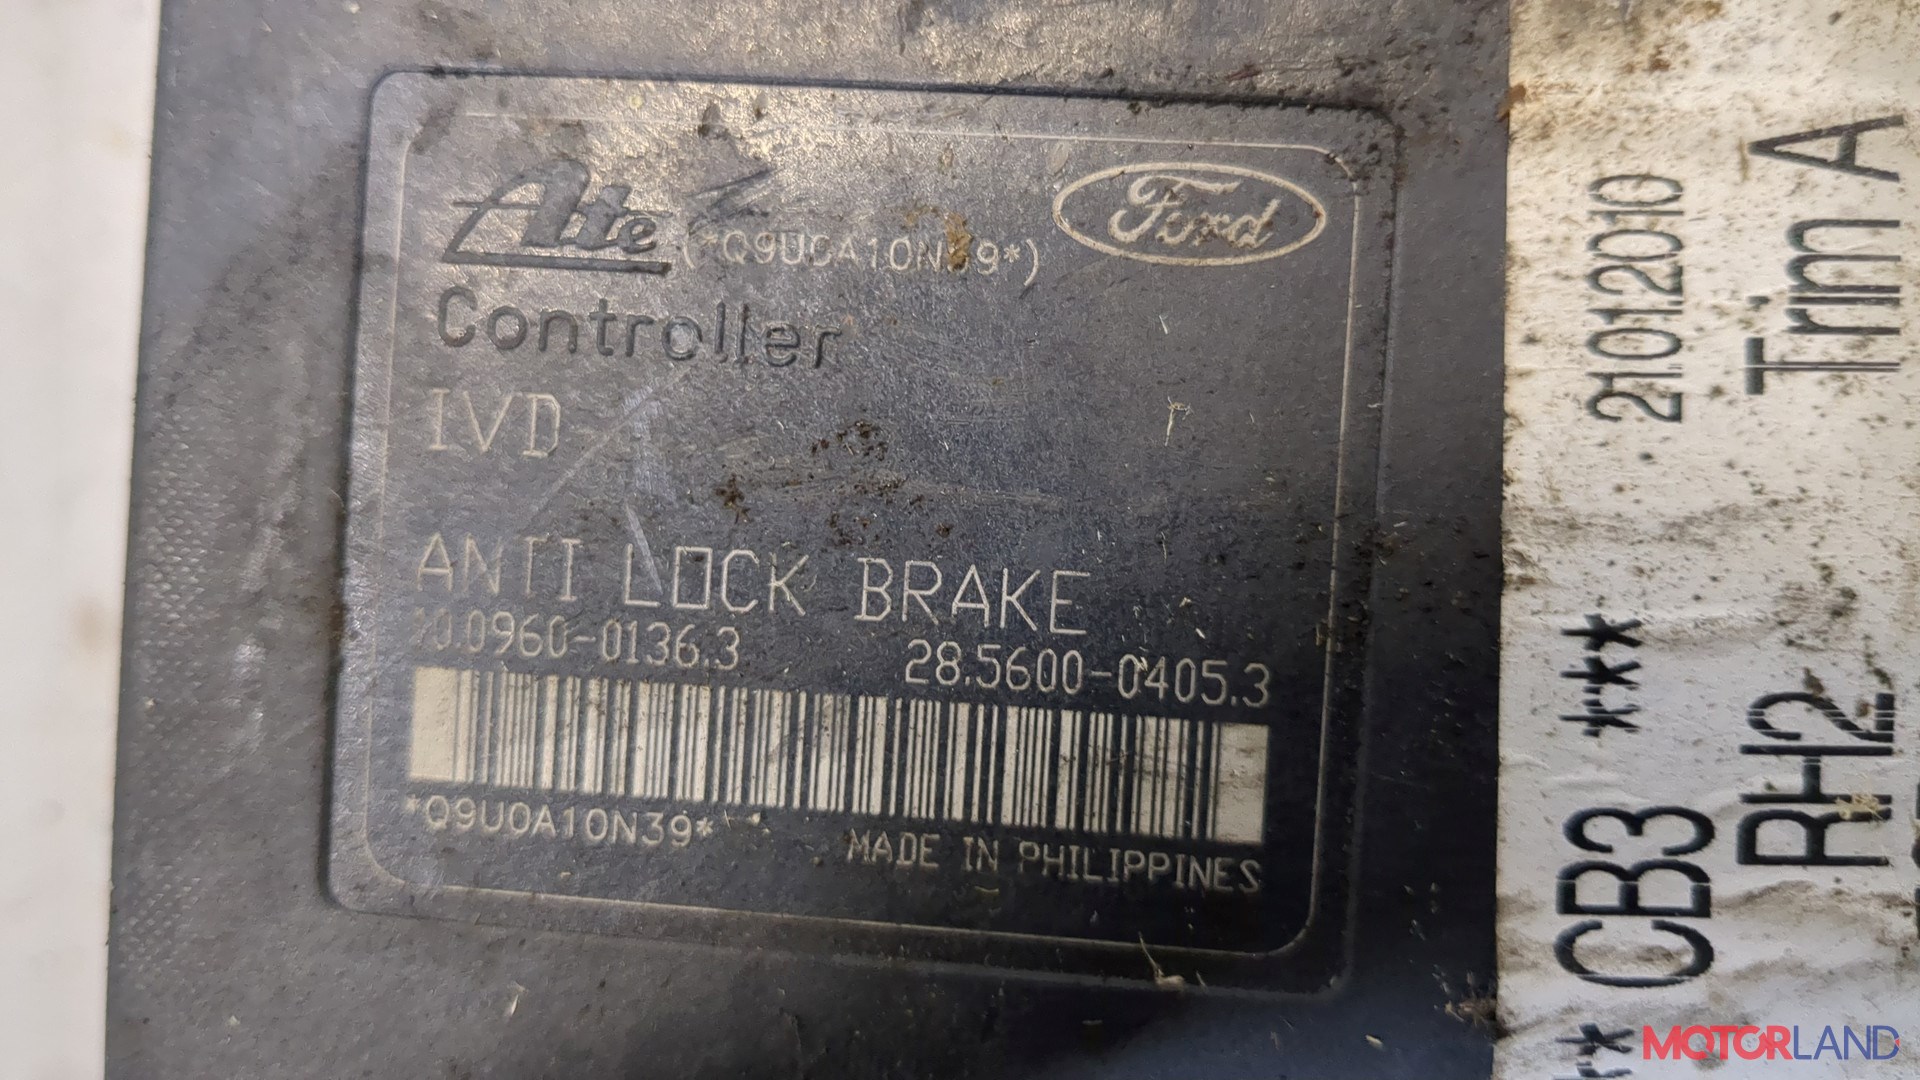 Ate (*Q9U0A10N39*) Ford
Controller
IVD
ANTI LOCK BRAKE
10.0960-0136.3 28.5600-0405.3
*Q9U0A10N39* MADE IN PHILIPPINES
** CB3 *** 21.01.2010
RH2 Trim A
MOTORLAND